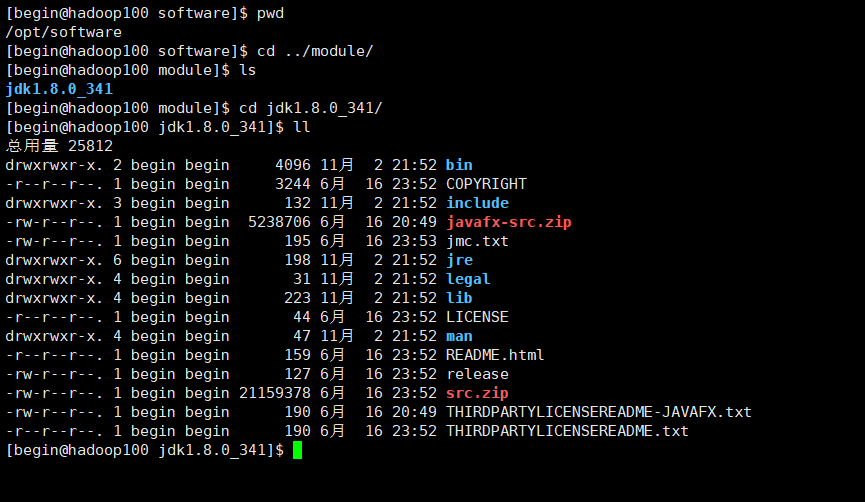 [begin@hadoop100 software]$ pwd
/opt/software
[begin@hadoop100 software]$ cd ../module/
[begin@hadoop100 module]$ ls
jdk1.8.0_341
[begin@hadoop100 module]$ cd jdk1.8.0_341/
[begin@hadoop100 jdk1.8.0_341]$ ll
总用量 25812
drwxrwxr-x. 2 begin begin     4096 11月  2 21:52 bin
-r--r--r--. 1 begin begin     3244 6月  16 23:52 COPYRIGHT
drwxrwxr-x. 3 begin begin      132 11月  2 21:52 include
-rw-r--r--. 1 begin begin  5238706 6月  16 20:49 javafx-src.zip
-rw-r--r--. 1 begin begin      195 6月  16 23:53 jmc.txt
drwxrwxr-x. 6 begin begin      198 11月  2 21:52 jre
drwxrwxr-x. 4 begin begin       31 11月  2 21:52 legal
drwxrwxr-x. 4 begin begin      223 11月  2 21:52 lib
-r--r--r--. 1 begin begin       44 6月  16 23:52 LICENSE
drwxrwxr-x. 4 begin begin       47 11月  2 21:52 man
-r--r--r--. 1 begin begin      159 6月  16 23:52 README.html
-rw-r--r--. 1 begin begin      127 6月  16 23:52 release
-rw-r--r--. 1 begin begin 21159378 6月  16 23:52 src.zip
-rw-r--r--. 1 begin begin      190 6月  16 20:49 THIRDPARTYLICENSEREADME-JAVAFX.txt
-r--r--r--. 1 begin begin      190 6月  16 23:52 THIRDPARTYLICENSEREADME.txt
[begin@hadoop100 jdk1.8.0_341]$